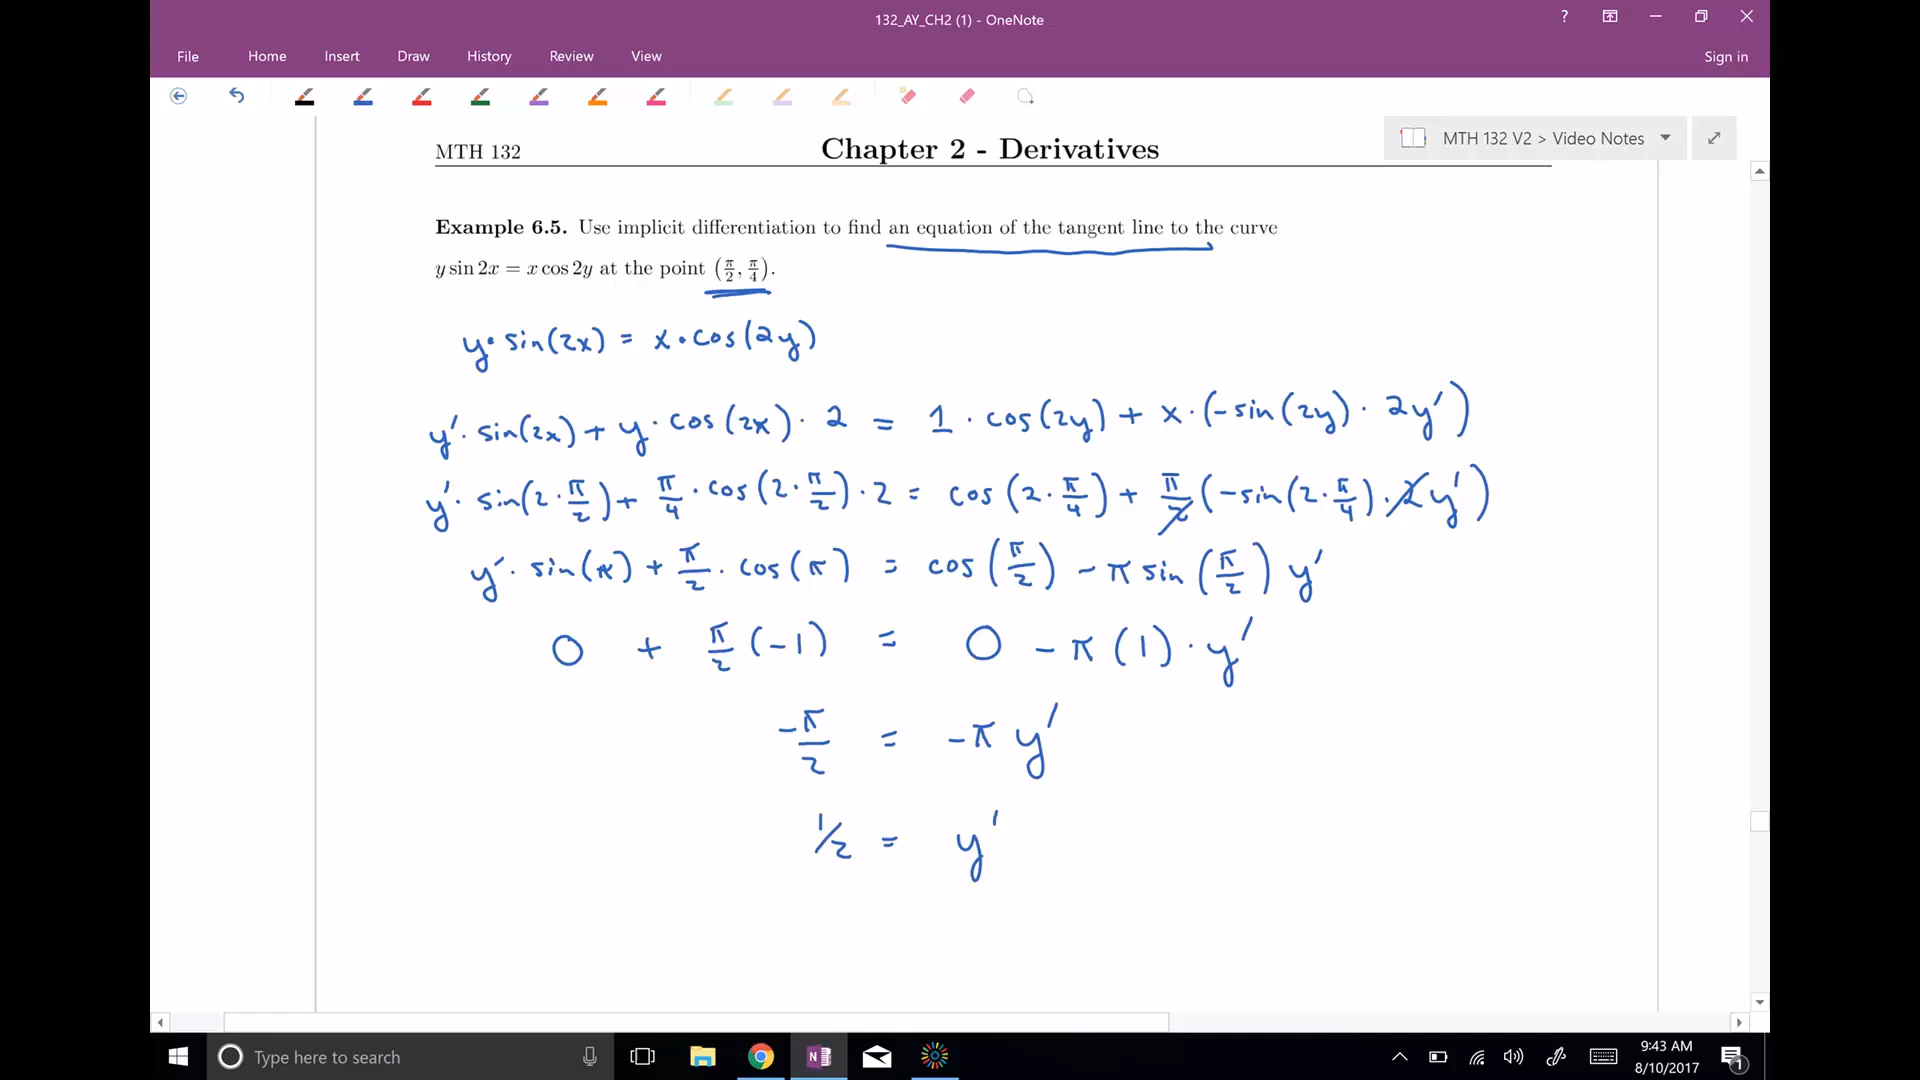 132_AY_CH2 (1) - OneNote
?
File Home Insert Draw History Review View Sign in
MTH 132 V2 > Video Notes
MTH 132 Chapter 2 - Derivatives
Example 6.5. Use implicit differentiation to find an equation of the tangent line to the curve
y sin 2x = x cos 2y at the point (π/2, π/4).
y · sin(2x) = x · cos(2y)
y' · sin(2x) + y · cos(2x) · 2 = 1 · cos(2y) + x · (-sin(2y) · 2y')
y' · sin(2 · π/2) + π/4 · cos(2 · π/2) · 2 = cos(2 · π/4) + π/2 (-sin(2 · π/4) · 2y')
y' · sin(π) + π/2 · cos(π) = cos(π/2) - π sin(π/2) y'
0 + π/2 (-1) = 0 - π(1) · y'
-π/2 = -π y'
1/2 = y'
Type here to search
9:43 AM
8/10/2017
1